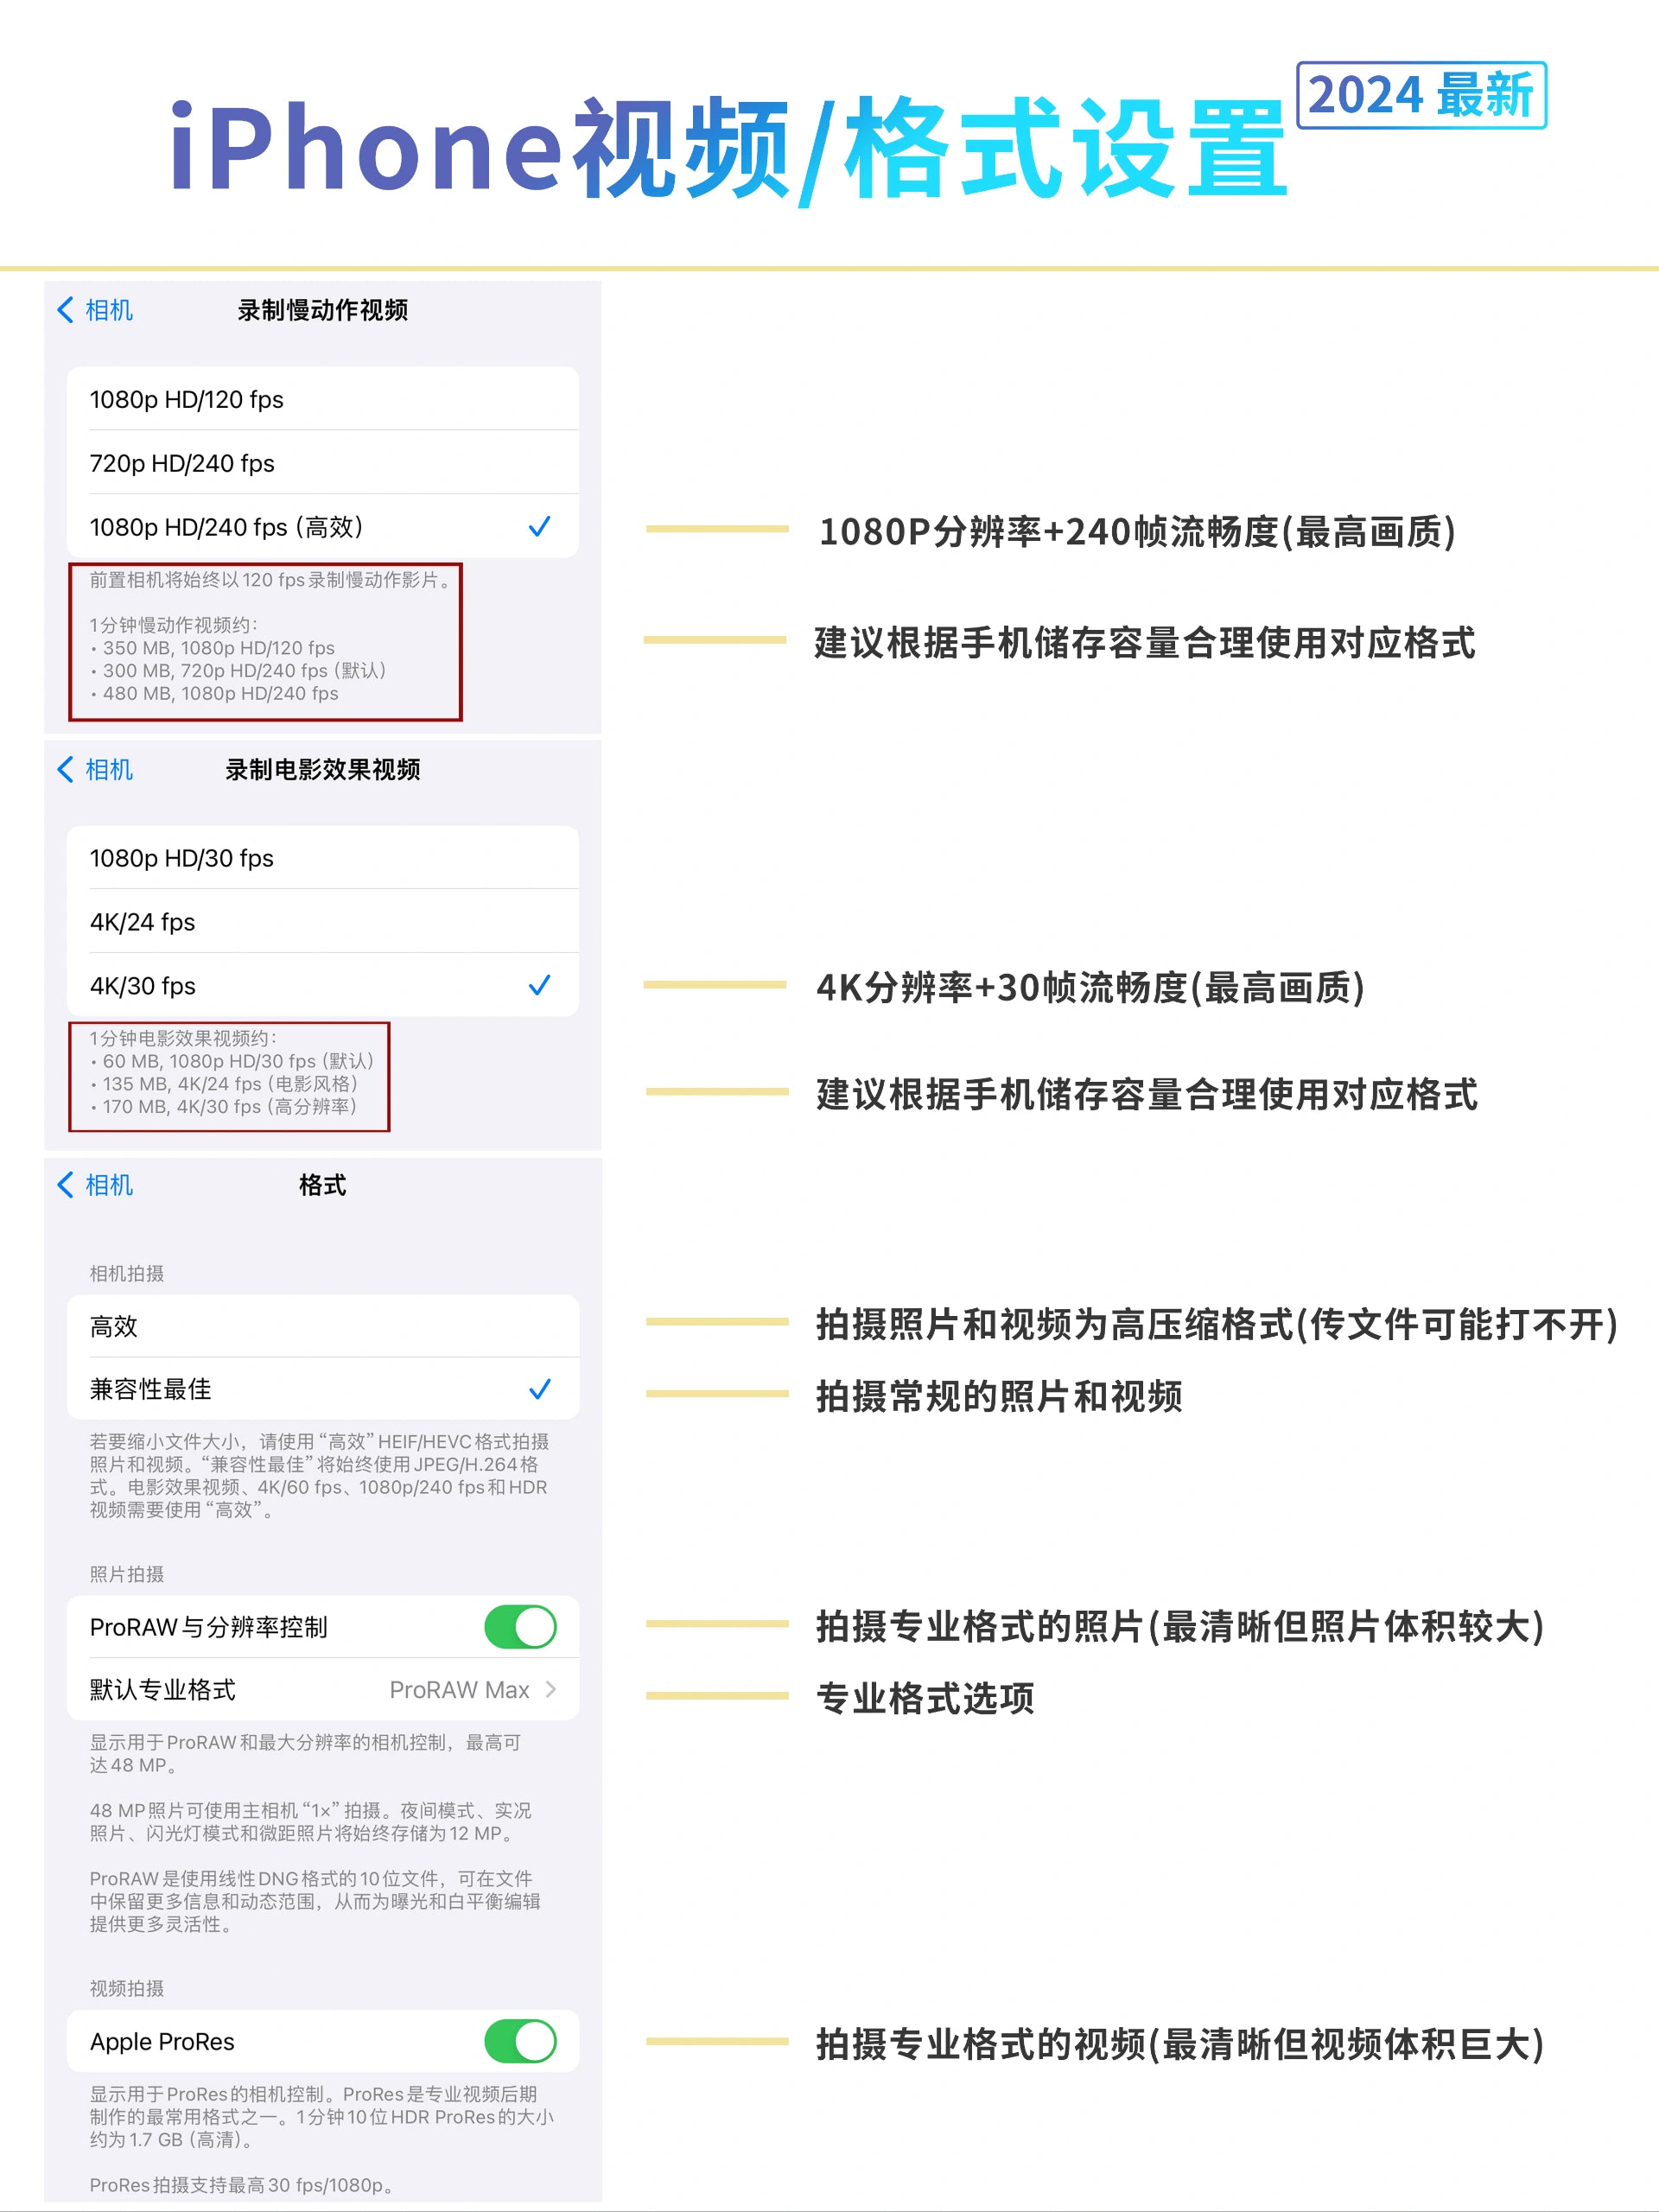 iPhone视频/格式设置
2024 最新
相机
录制慢动作视频
1080p HD/120 fps
720p HD/240 fps
1080p HD/240 fps (高效)
1080P分辨率+240帧流畅度(最高画质)
前置相机将始终以120 fps录制慢动作影片。
1分钟慢动作视频约：
• 350 MB, 1080p HD/120 fps
• 300 MB, 720p HD/240 fps (默认)
• 480 MB, 1080p HD/240 fps
建议根据手机储存容量合理使用对应格式
相机
录制电影效果视频
1080p HD/30 fps
4K/24 fps
4K/30 fps
4K分辨率+30帧流畅度(最高画质)
1分钟电影效果视频约：
• 60 MB, 1080p HD/30 fps (默认)
• 135 MB, 4K/24 fps (电影风格)
• 170 MB, 4K/30 fps (高分辨率)
建议根据手机储存容量合理使用对应格式
相机
格式
相机拍摄
高效
拍摄照片和视频为高压缩格式(传文件可能打不开)
兼容性最佳
拍摄常规的照片和视频
若要缩小文件大小，请使用“高效”HEIF/HEVC格式拍摄
照片和视频。“兼容性最佳”将始终使用JPEG/H.264格
式。电影效果视频、4K/60 fps、1080p/240 fps和HDR
视频需要使用“高效”。
照片拍摄
ProRAW与分辨率控制
拍摄专业格式的照片(最清晰但照片体积较大)
默认专业格式
ProRAW Max
专业格式选项
显示用于ProRAW和最大分辨率的相机控制，最高可
达48 MP。
48 MP照片可使用主相机“1×”拍摄。夜间模式、实况
照片、闪光灯模式和微距照片将始终存储为12 MP。
ProRAW是使用线性DNG格式的10位文件，可在文件
中保留更多信息和动态范围，从而为曝光和白平衡编辑
提供更多灵活性。
视频拍摄
Apple ProRes
拍摄专业格式的视频(最清晰但视频体积巨大)
显示用于ProRes的相机控制。ProRes是专业视频后期
制作的最常用格式之一。1分钟10位HDR ProRes的大小
约为1.7 GB (高清)。
ProRes拍摄支持最高30 fps/1080p。